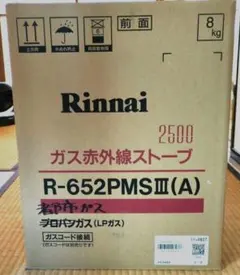 前面
8kg
Rinnai
2500
ガス赤外線ストーブ
R-652PMSⅢ(A)
都市ガス
プロパンガス(LPガス)
ガスコード接続